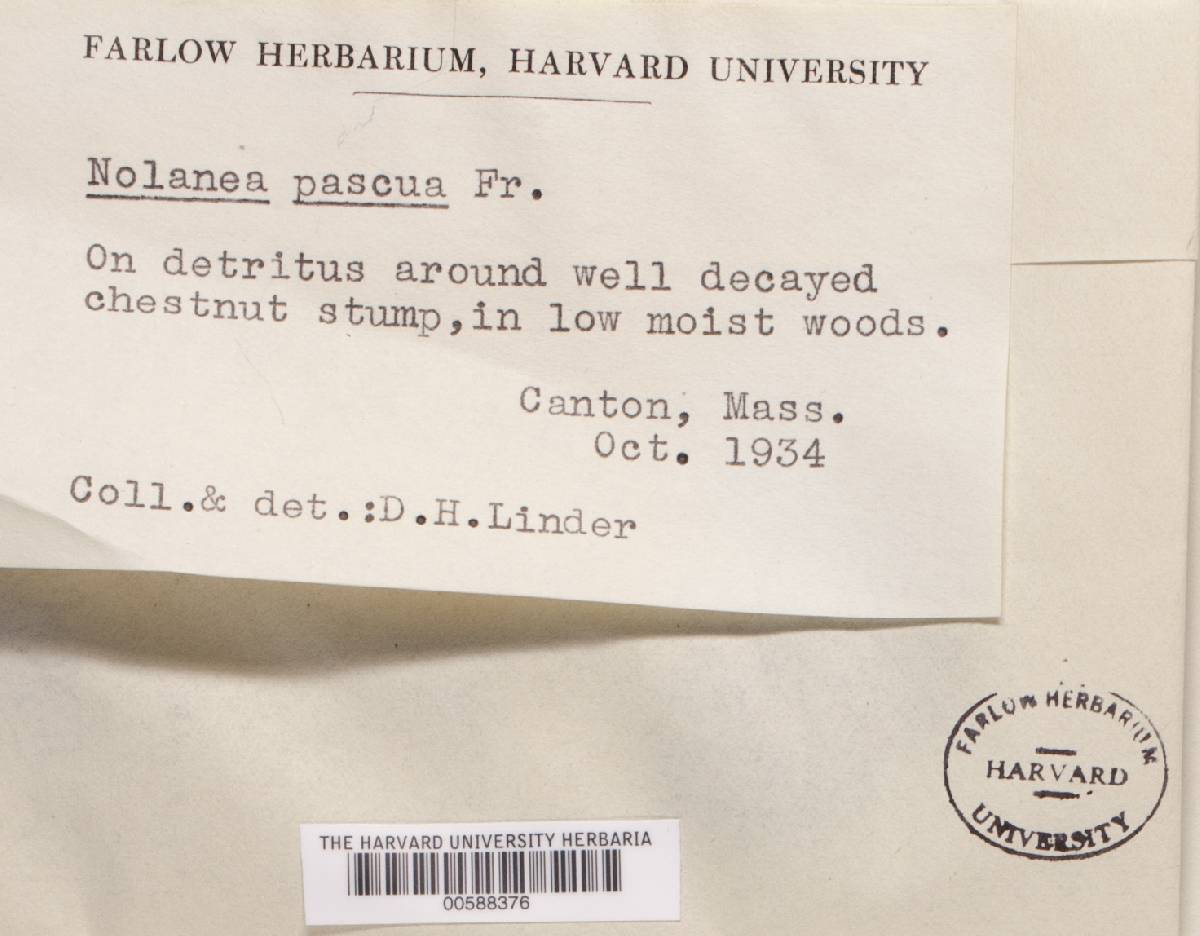 FARLOW HERBARIUM, HARVARD UNIVERSITY
Nolanea pascua Fr.
On detritus around well decayed
chestnut stump,in low moist woods.
Canton, Mass.
Oct. 1934
Coll.& det.:D.H.Linder
FARLOW HERBARIUM
HARVARD
UNIVERSITY
THE HARVARD UNIVERSITY HERBARIA
00588376